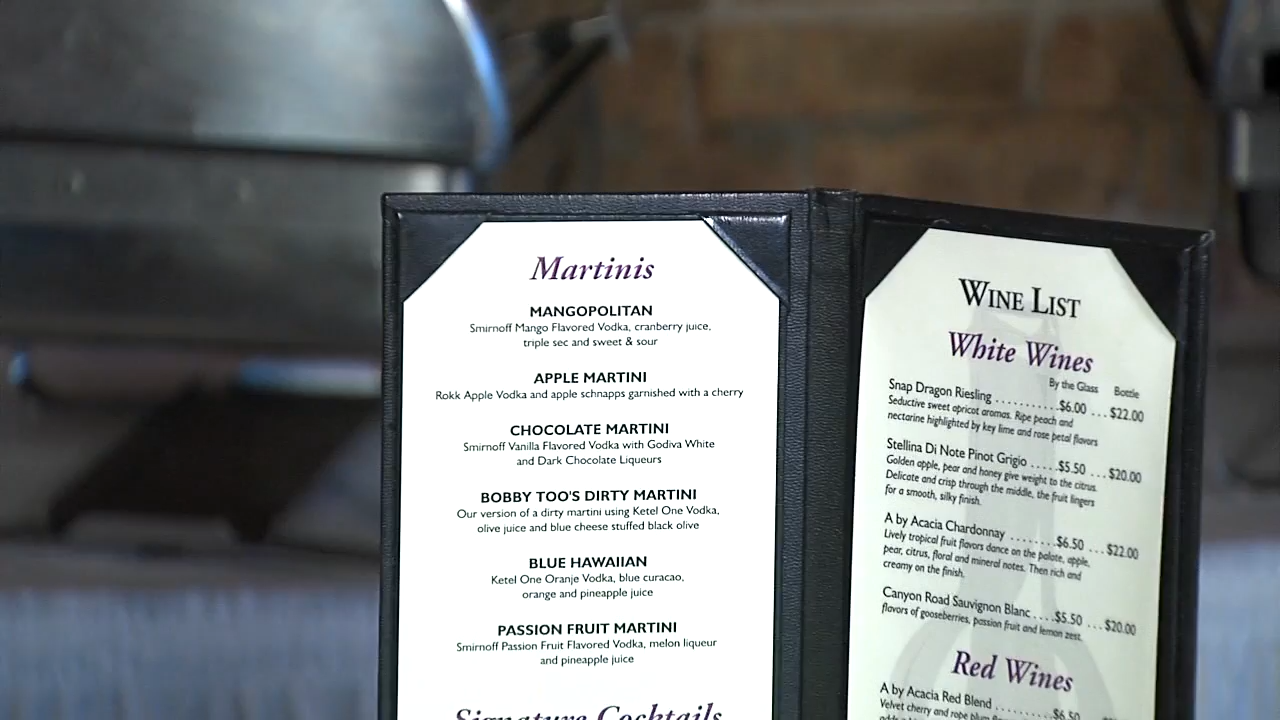 Martinis
MANGOPOLITAN
Smirnoff Mango Flavored Vodka, cranberry juice,
triple sec and sweet & sour
APPLE MARTINI
Rokk Apple Vodka and apple schnapps garnished with a cherry
CHOCOLATE MARTINI
Smirnoff Vanilla Flavored Vodka with Godiva White
and Dark Chocolate Liqueurs
BOBBY TOO'S DIRTY MARTINI
Our version of a dirty martini using Ketel One Vodka,
olive juice and blue cheese stuffed black olive
BLUE HAWAIIAN
Ketel One Oranje Vodka, blue curacao,
orange and pineapple juice
PASSION FRUIT MARTINI
Smirnoff Passion Fruit Flavored Vodka, melon liqueur
and pineapple juice
Signature Cocktails
WINE LIST
White Wines
By the Glass Bottle
Snap Dragon Riesling ..........$6.00 ...$22.00
Seductive sweet apricot aromas. Ripe peach and
nectarine highlighted by key lime and rose petal flavors
Stellina Di Note Pinot Grigio .....$5.50 ...$20.00
Golden apple, pear and honey give weight to the citrus.
Delicate and crisp through the middle, the fruit lingers
for a smooth, silky finish.
A by Acacia Chardonnay ........$6.50 ...$22.00
Lively tropical fruit flavors dance on the palate, apple,
pear, citrus, floral and mineral notes. Then rich and
creamy on the finish.
Canyon Road Sauvignon Blanc ....$5.50 ...$20.00
flavors of gooseberries, passion fruit and lemon zest.
Red Wines
A by Acacia Red Blend .........$6.50
Velvet cherry and